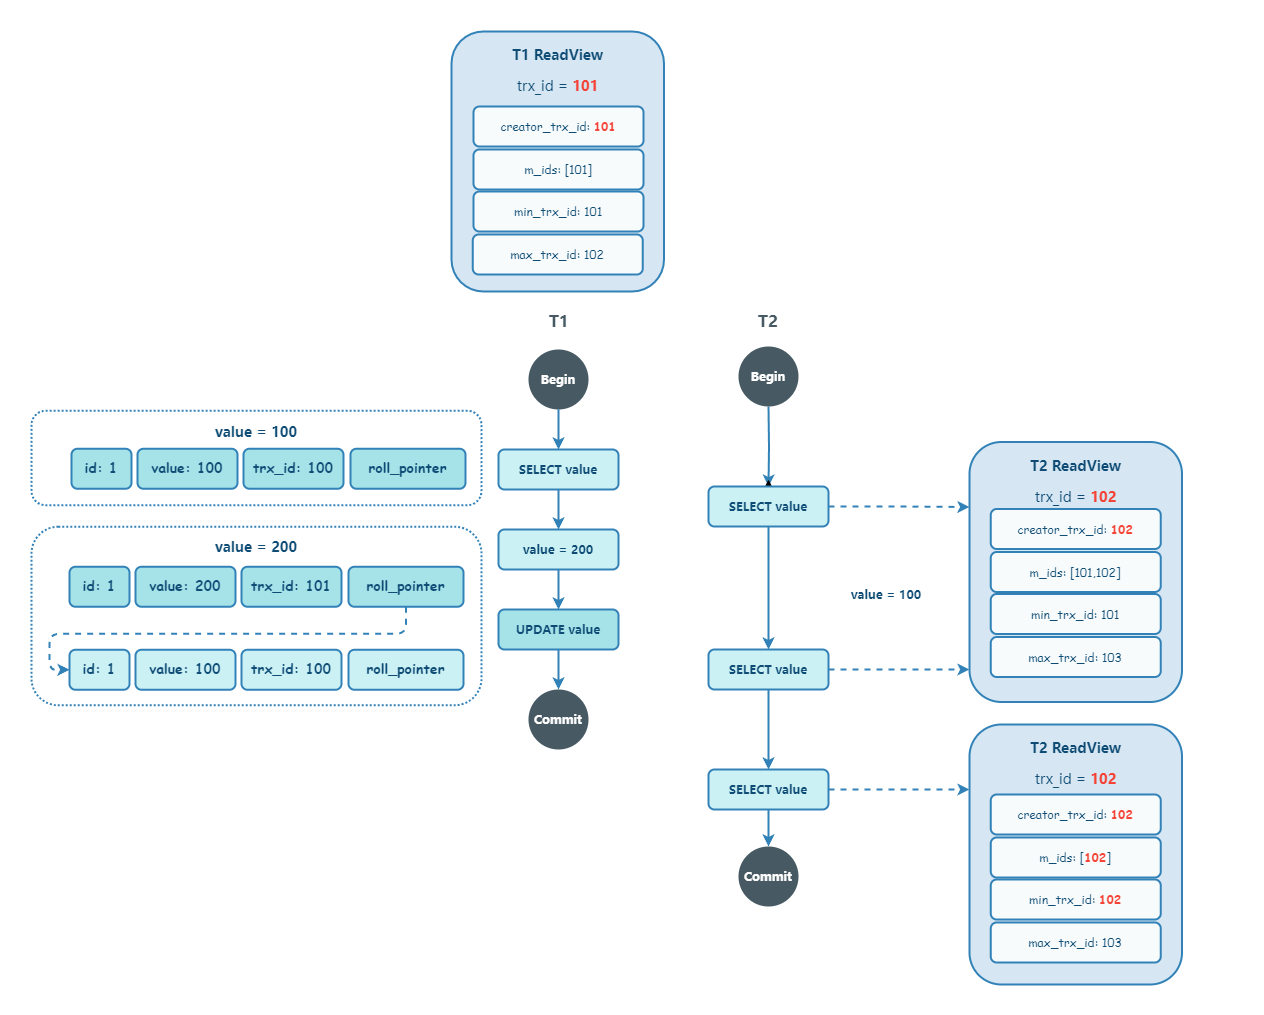 T1 ReadView
trx_id = 101
creator_trx_id: 101
m_ids: [101]
min_trx_id: 101
max_trx_id: 102
T1
T2
Begin
Begin
value = 100
id: 1
value: 100
trx_id: 100
roll_pointer
SELECT value
value = 200
id: 1
value: 200
trx_id: 101
roll_pointer
id: 1
value: 100
trx_id: 100
roll_pointer
value = 200
UPDATE value
Commit
SELECT value
value = 100
SELECT value
SELECT value
Commit
T2 ReadView
trx_id = 102
creator_trx_id: 102
m_ids: [101,102]
min_trx_id: 101
max_trx_id: 103
T2 ReadView
trx_id = 102
creator_trx_id: 102
m_ids: [102]
min_trx_id: 102
max_trx_id: 103